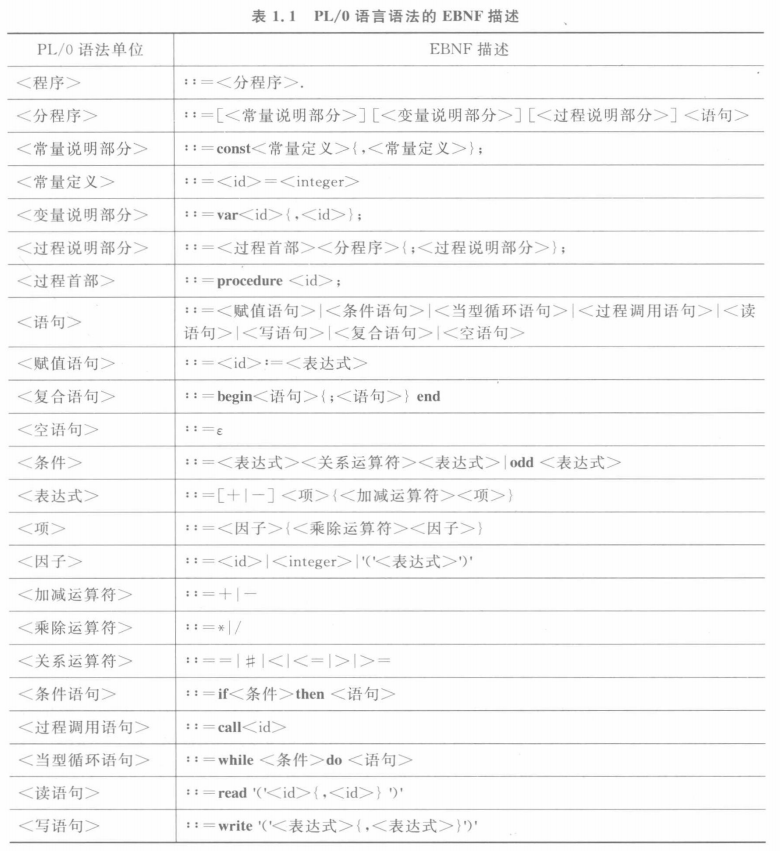 表 1.1 PL/0 语言语法的 EBNF 描述
PL/0 语法单位 EBNF 描述
<程序> ::=<分程序>.
<分程序> ::=[<常量说明部分>][<变量说明部分>][<过程说明部分>]<语句>
<常量说明部分> ::=const<常量定义>{,<常量定义>};
<常量定义> ::=<id>=<integer>
<变量说明部分> ::=var<id>{,<id>};
<过程说明部分> ::=<过程首部><分程序>{;<过程说明部分>};
<过程首部> ::=procedure <id>;
<语句> ::=<赋值语句>|<条件语句>|<当型循环语句>|<过程调用语句>|<读
语句>|<写语句>|<复合语句>|<空语句>
<赋值语句> ::=<id>:=<表达式>
<复合语句> ::=begin<语句>{;<语句>} end
<空语句> ::=ε
<条件> ::=<表达式><关系运算符><表达式>|odd <表达式>
<表达式> ::=[+|-]<项>{<加减运算符><项>}
<项> ::=<因子>{<乘除运算符><因子>}
<因子> ::=<id>|<integer>|'('<表达式>')'
<加减运算符> ::=+|-
<乘除运算符> ::=*|/
<关系运算符> ::==|#|<|<=|>|>=
<条件语句> ::=if<条件>then <语句>
<过程调用语句> ::=call<id>
<当型循环语句> ::=while <条件>do <语句>
<读语句> ::=read '('<id>{,<id>} ')'
<写语句> ::=write '('<表达式>{,<表达式>}')'